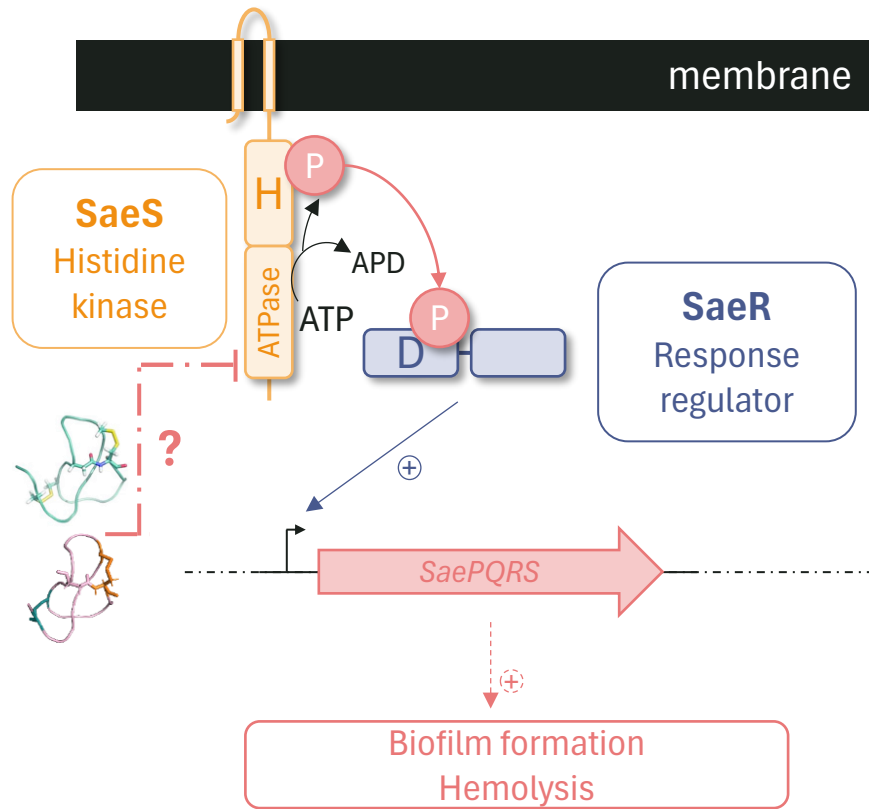 membrane
P
H
SaeS
Histidine
kinase
APD
ATPase
ATP
P
D
SaeR
Response
regulator
?
+
SaePQRS
+
Biofilm formation
Hemolysis